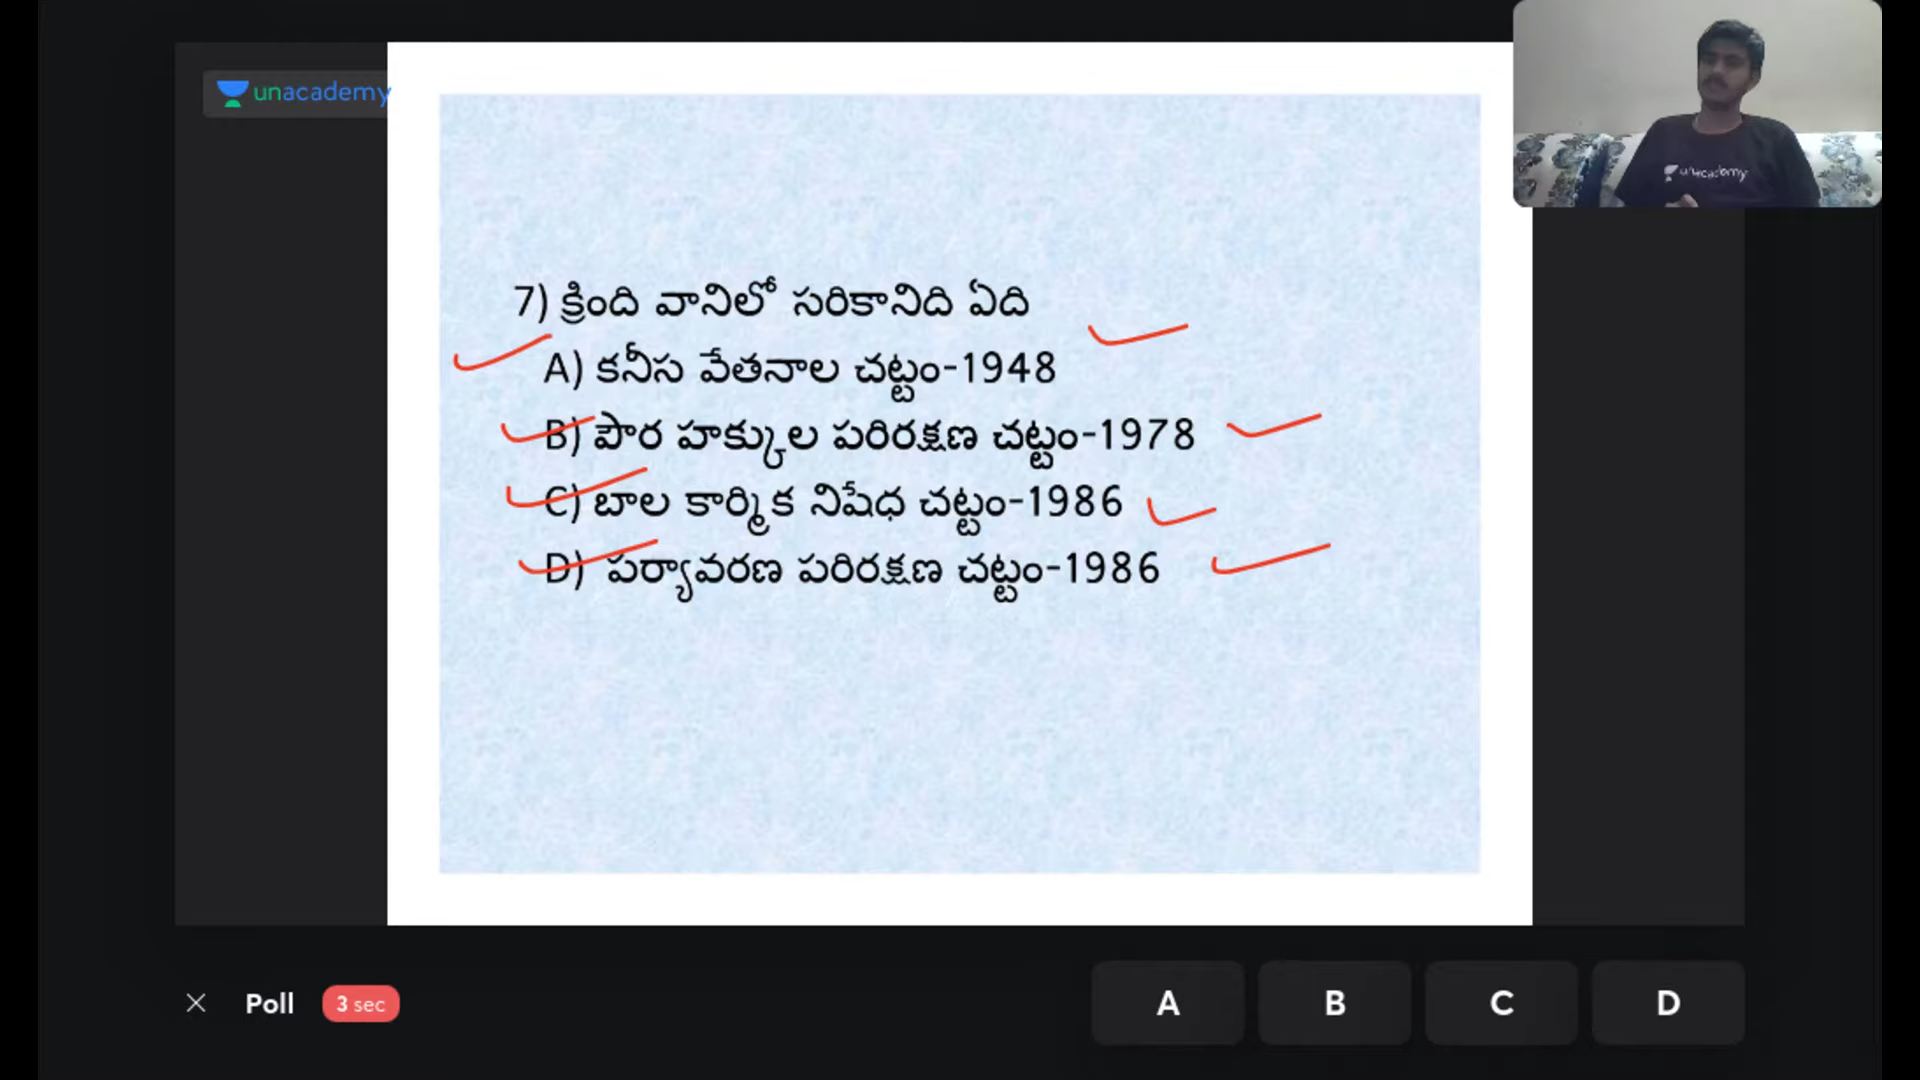 unacademy
unacademy
7) క్రింది వానిలో సరికానిది ఏది
A) కనీస వేతనాల చట్టం-1948
B) పౌర హక్కుల పరిరక్షణ చట్టం-1978
C) బాల కార్మిక నిషేధ చట్టం-1986
D) పర్యావరణ పరిరక్షణ చట్టం-1986
Poll 3 sec A B C D